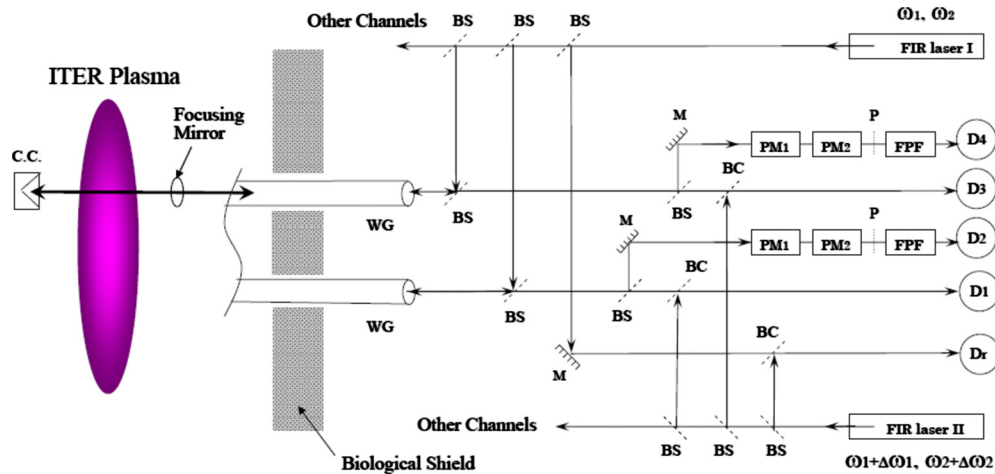 BS
BS
BS
ω1, ω2
Other Channels
FIR laser I
ITER Plasma
Focusing
Mirror
C.C.
M
P
PM1
PM2
FPF
D4
BC
D3
WG
BS
BS
M
P
PM1
PM2
FPF
D2
BC
D1
WG
BS
BS
BC
Dr
M
Other Channels
FIR laser II
BS
BS
BS
Biological Shield
ω1+Δω1, ω2+Δω2